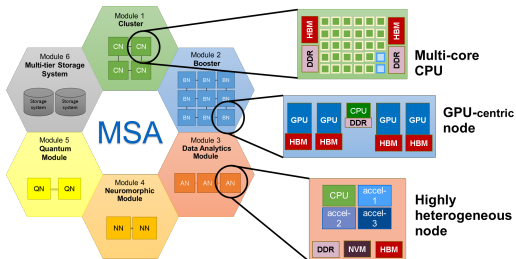 Module 1
Cluster
CN
CN
CN
CN
Module 6
Multi-tier Storage
System
Storage
system
Storage
system
Module 2
Booster
BN
BN
BN
BN
BN
BN
BN
BN
BN
MSA
Module 5
Quantum
Module
QN
QN
Module 3
Data Analytics
Module
AN
AN
AN
Module 4
Neuromorphic
Module
NN
NN
HBM
DDR
HBM
DDR
Multi-core
CPU
GPU
GPU
CPU
DDR
GPU
GPU
HBM
HBM
HBM
HBM
GPU-centric
node
CPU
accel-
1
accel-
2
accel-
3
DDR
NVM
HBM
Highly
heterogeneous
node